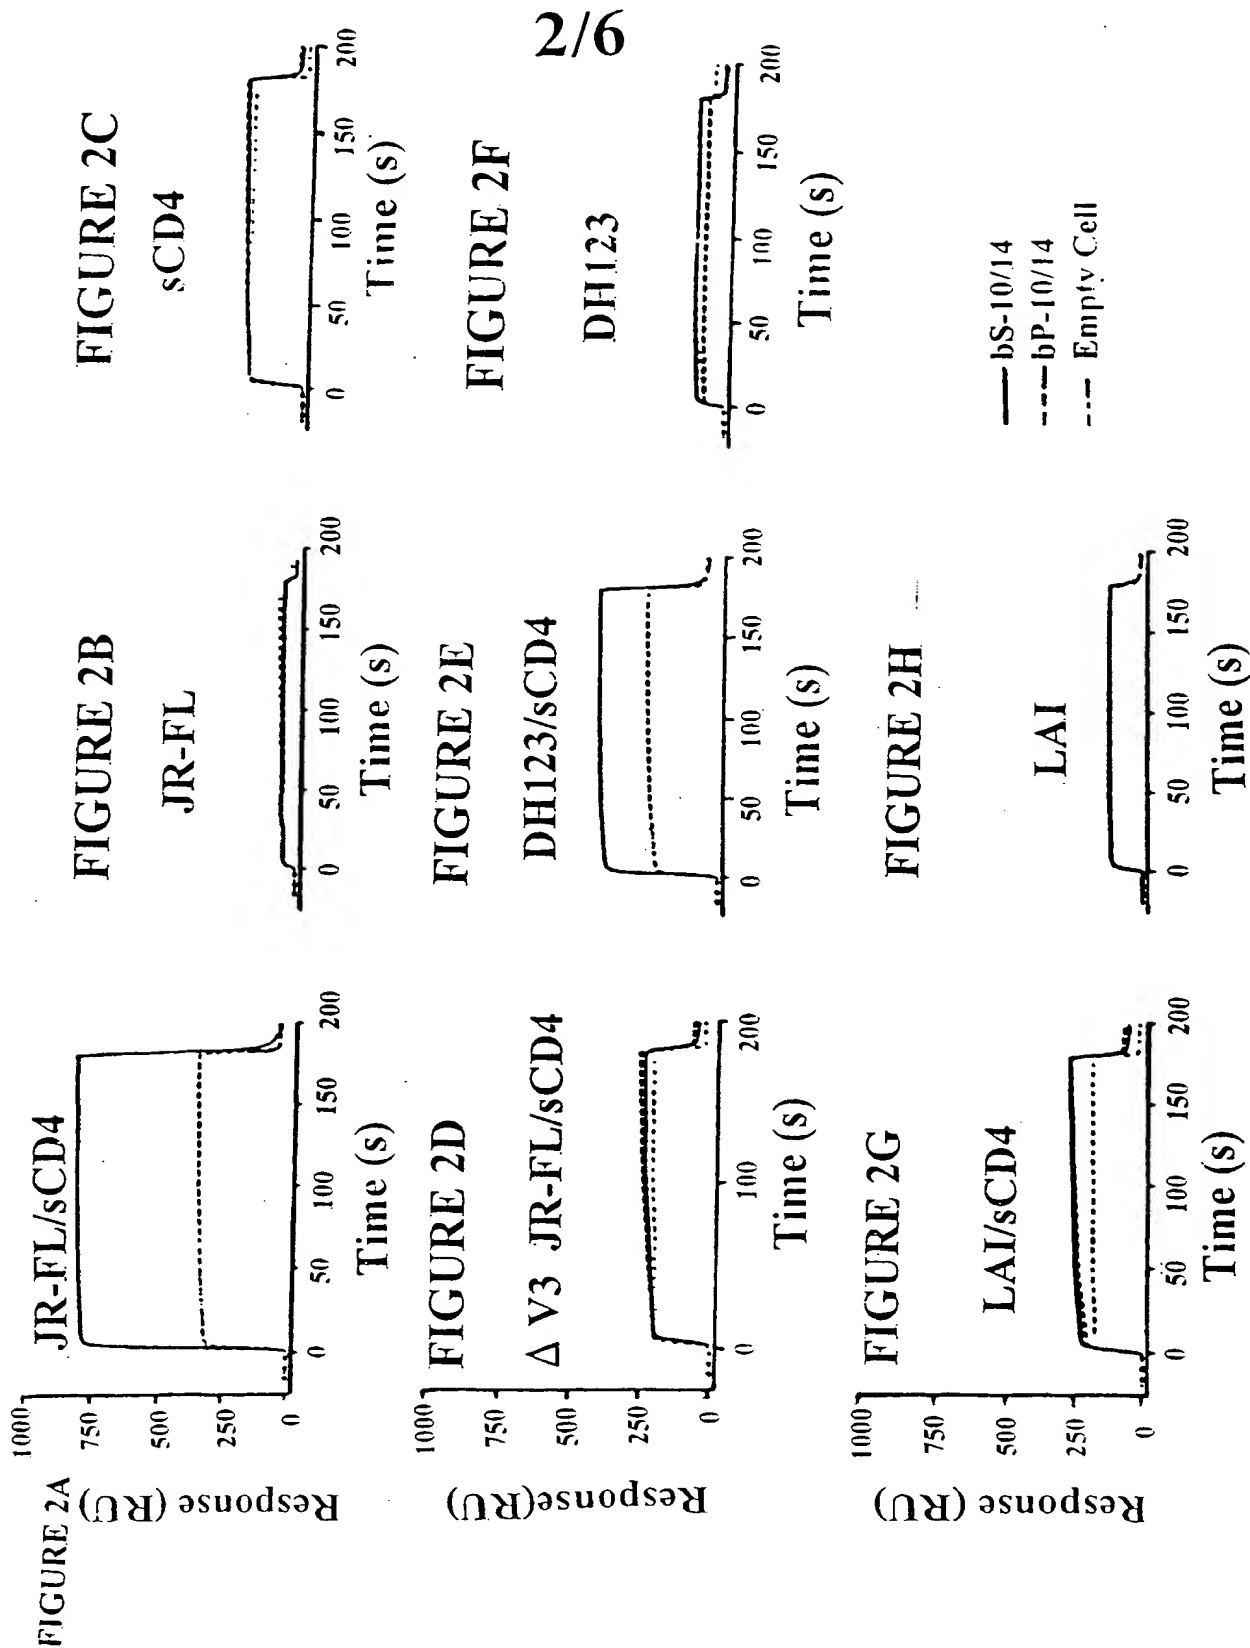 2/6
FIGURE 2A
JR-FL/sCD4
Response (RU)
1000
750
500
250
0
0
50
100
150
200
Time (s)
FIGURE 2B
JR-FL
0
50
100
150
200
Time (s)
FIGURE 2C
sCD4
0
50
100
150
200
Time (s)
FIGURE 2D
Δ V3 JR-FL/sCD4
Response(RU)
1000
750
500
250
0
0
100
200
Time (s)
FIGURE 2E
DH123/sCD4
0
50
100
150
200
Time (s)
FIGURE 2F
DH123
0
50
100
150
200
Time (s)
FIGURE 2G
LAI/sCD4
Response (RU)
1000
750
500
250
0
0
50
100
150
200
Time (s)
FIGURE 2H
LAI
0
50
100
150
200
Time (s)
bS-10/14
bP-10/14
Empty Cell